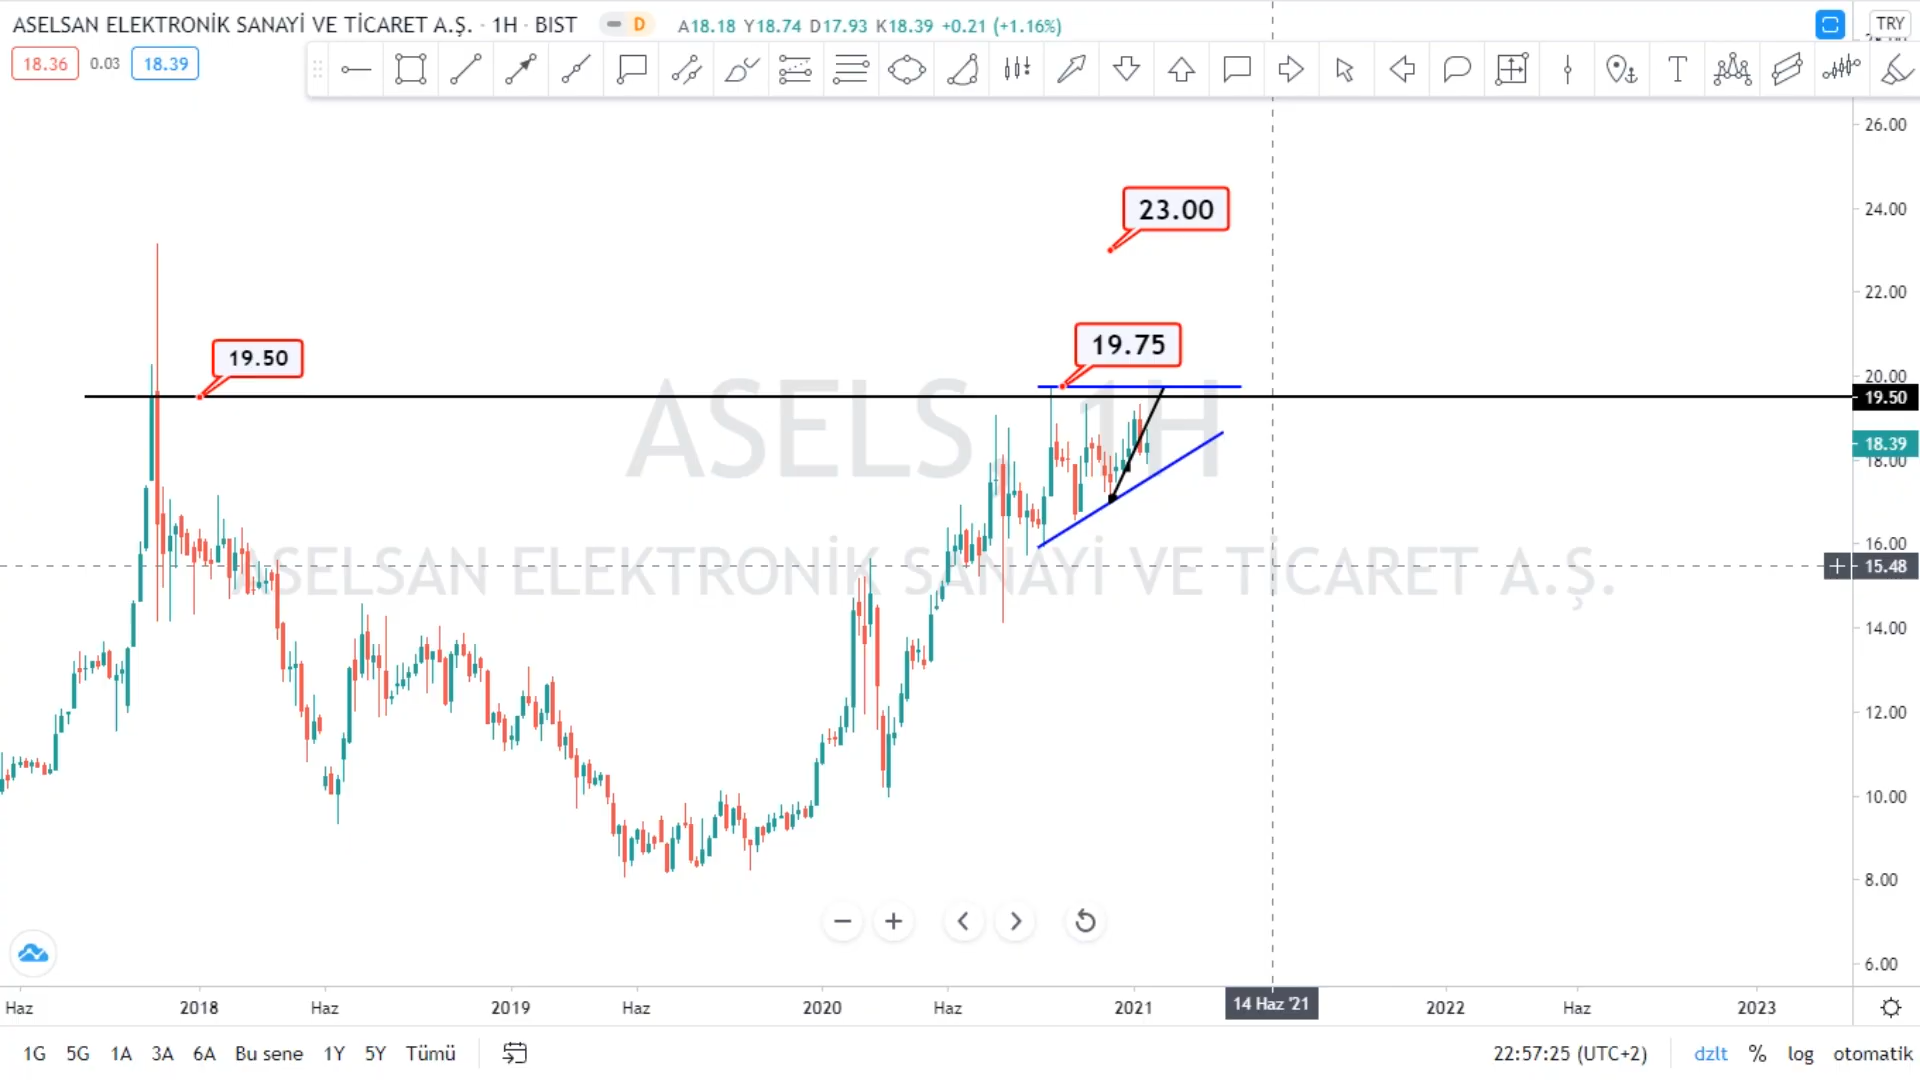 ASELSAN ELEKTRONİK SANAYİ VE TİCARET A.Ş. · 1H · BIST D A18.18 Y18.74 D17.93 K18.39 +0.21 (+1.16%)
TRY
18.36 0.03 18.39
T
26.00
24.00
22.00
20.00
19.50
18.39
18.00
16.00
15.48
14.00
12.00
10.00
8.00
6.00
23.00
19.75
19.50
ASELS 1H
ASELSAN ELEKTRONİK SANAYİ VE TİCARET A.Ş.
Haz 2018 Haz 2019 Haz 2020 Haz 2021 14 Haz '21 2022 Haz 2023
1G 5G 1A 3A 6A Bu sene 1Y 5Y Tümü 22:57:25 (UTC+2) dzlt % log otomatik